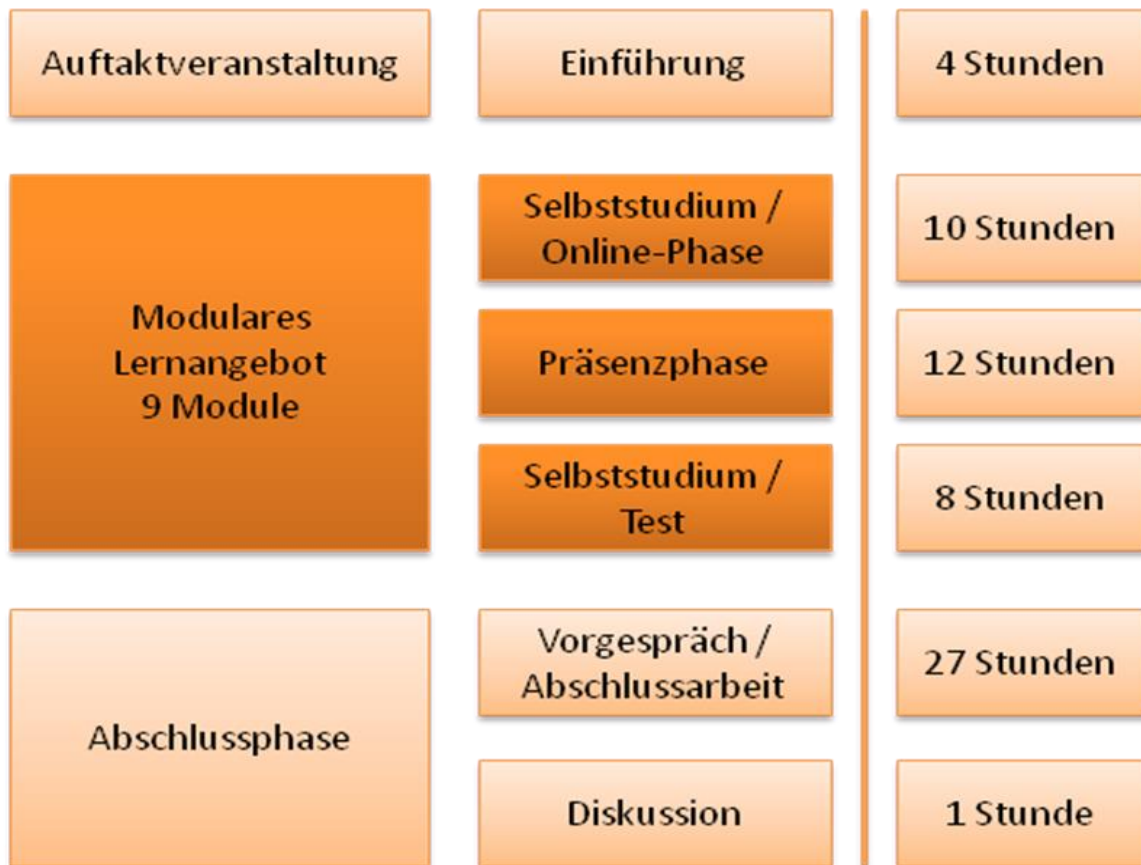 Auftaktveranstaltung
Einführung
4 Stunden
Modulares
Lernangebot
9 Module
Selbststudium /
Online-Phase
10 Stunden
Präsenzphase
12 Stunden
Selbststudium /
Test
8 Stunden
Abschlussphase
Vorgespräch /
Abschlussarbeit
27 Stunden
Diskussion
1 Stunde